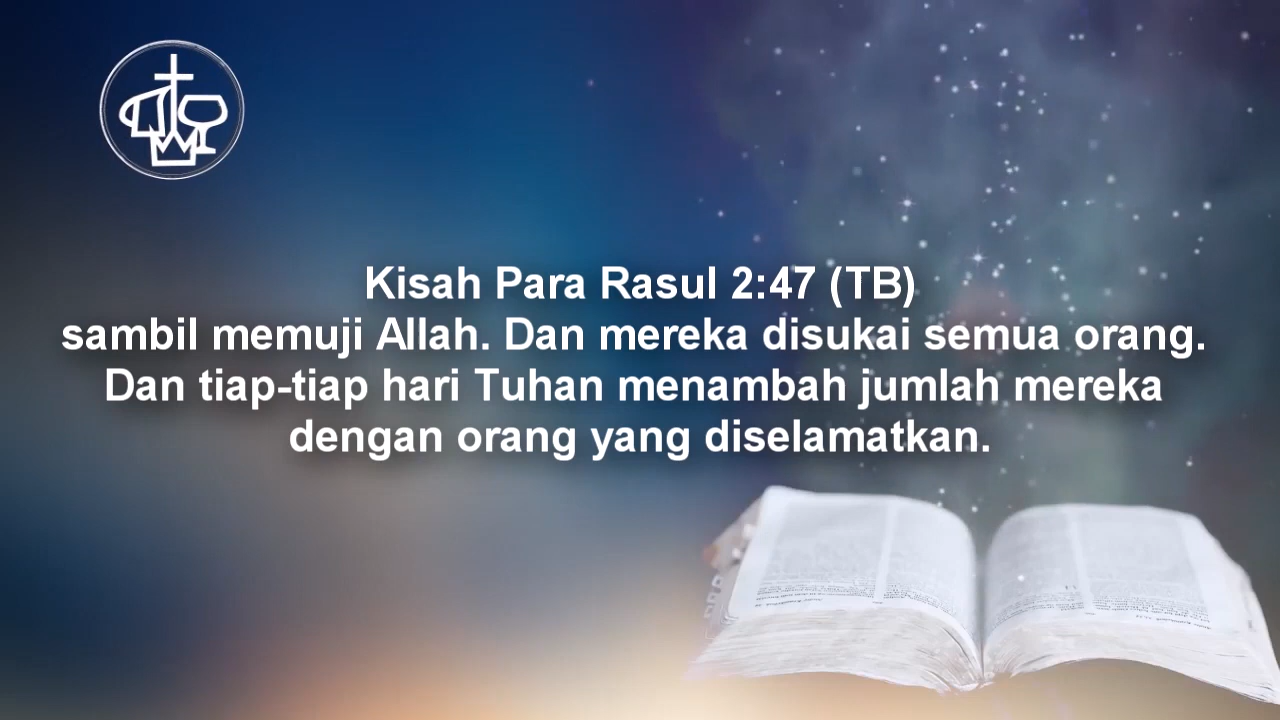 Kisah Para Rasul 2:47 (TB)
sambil memuji Allah. Dan mereka disukai semua orang.
Dan tiap-tiap hari Tuhan menambah jumlah mereka
dengan orang yang diselamatkan.